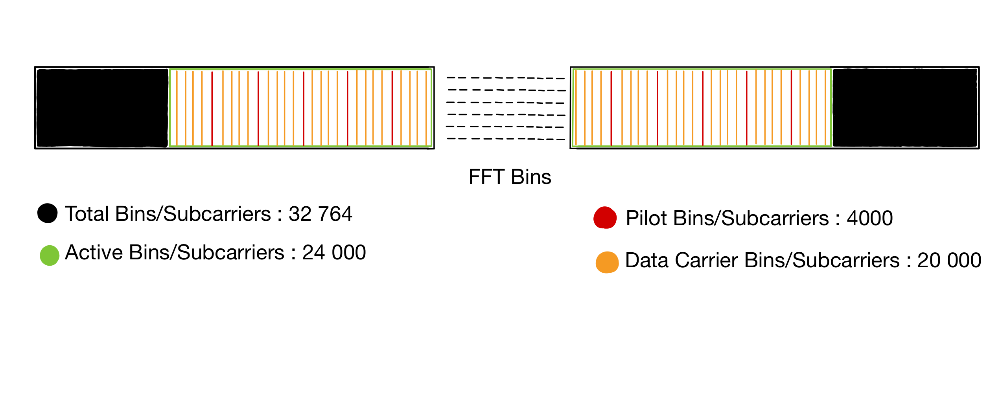 FFT Bins
Total Bins/Subcarriers : 32 764
Active Bins/Subcarriers : 24 000
Pilot Bins/Subcarriers : 4000
Data Carrier Bins/Subcarriers : 20 000